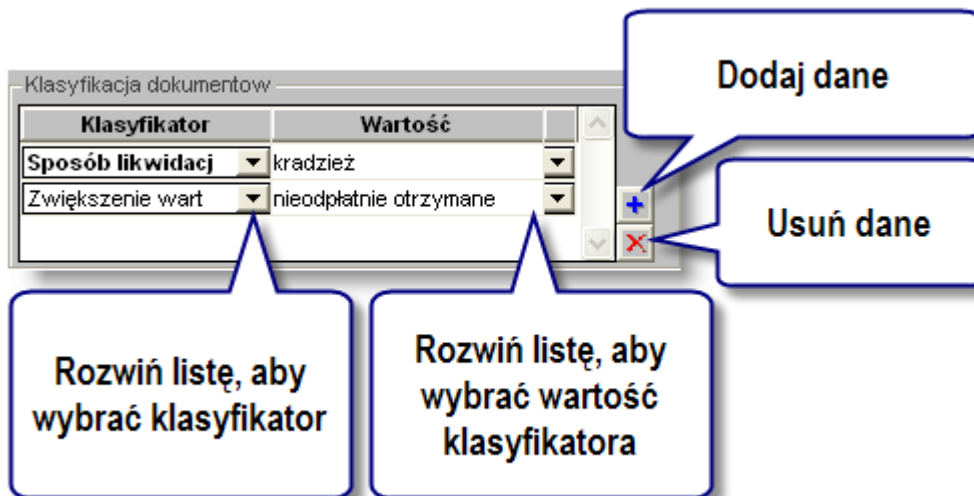 Dodaj dane
Klasyfikacja dokumentow
Klasyfikator Wartość
Sposób likwidacj kradzież
Zwiększenie wart nieodpłatnie otrzymane
Usuń dane
Rozwiń listę, aby
wybrać klasyfikator
Rozwiń listę, aby
wybrać wartość
klasyfikatora